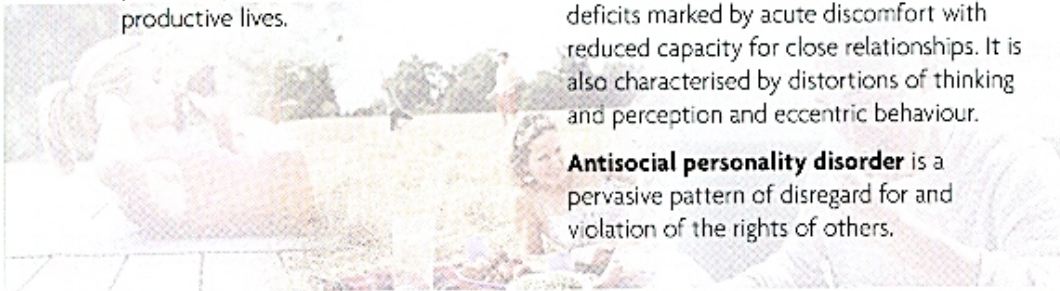 productive lives.
deficits marked by acute discomfort with
reduced capacity for close relationships. It is
also characterised by distortions of thinking
and perception and eccentric behaviour.
Antisocial personality disorder is a
pervasive pattern of disregard for and
violation of the rights of others.